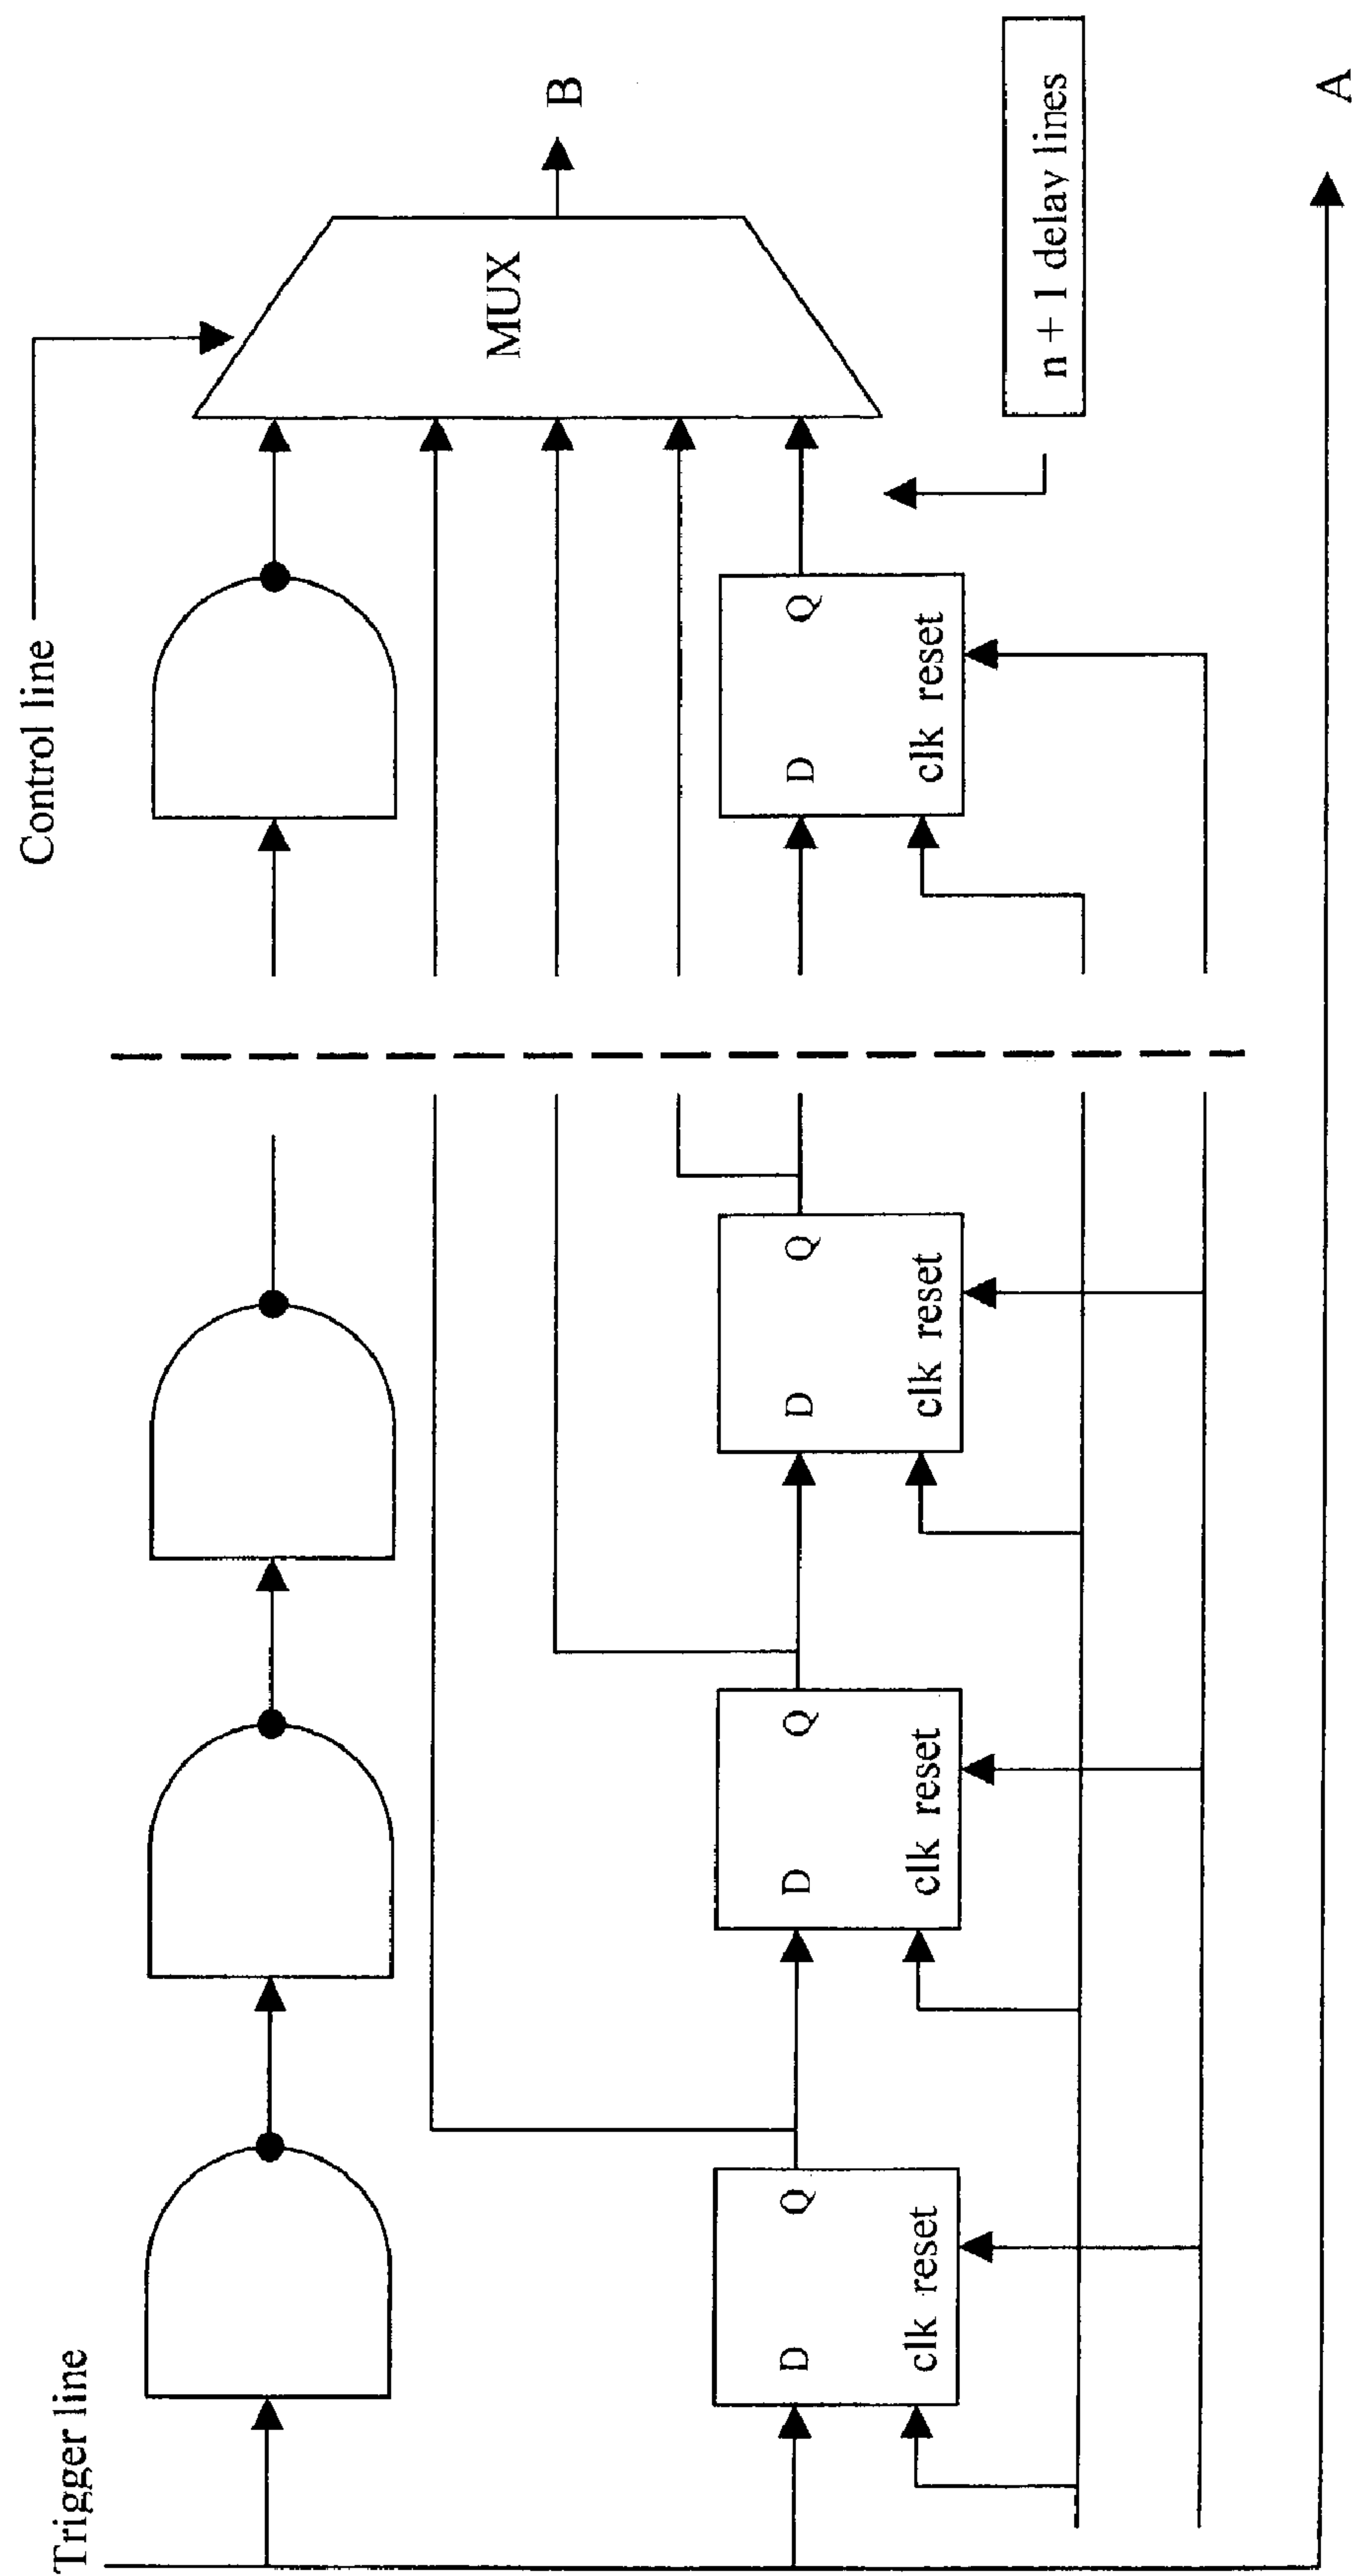 Trigger line
Control line
MUX
B
D
Q
clk reset
D
Q
clk reset
D
Q
clk reset
D
Q
clk reset
n + 1 delay lines
A